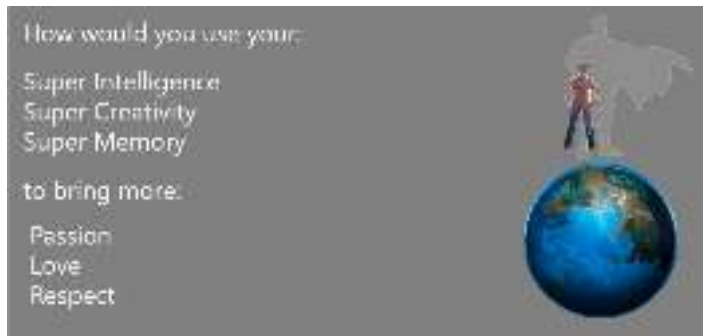 How would you use your:
Super Intelligence
Super Creativity
Super Memory
to bring more:
Passion
Love
Respect